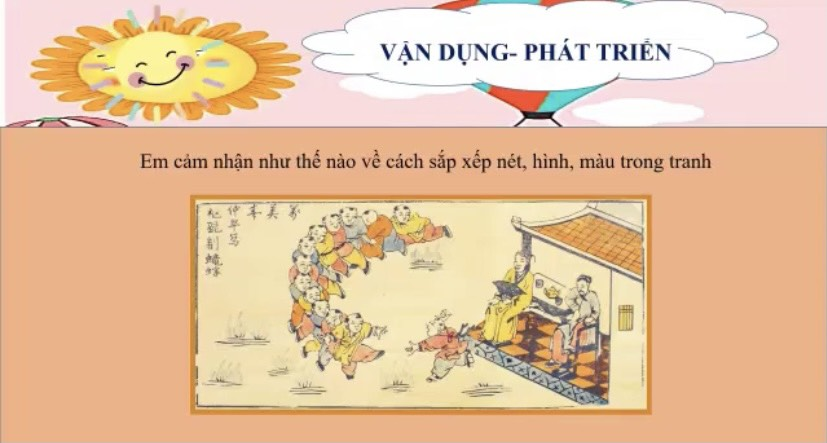 VẬN DỤNG- PHÁT TRIỂN
Em cảm nhận như thế nào về cách sắp xếp nét, hình, màu trong tranh